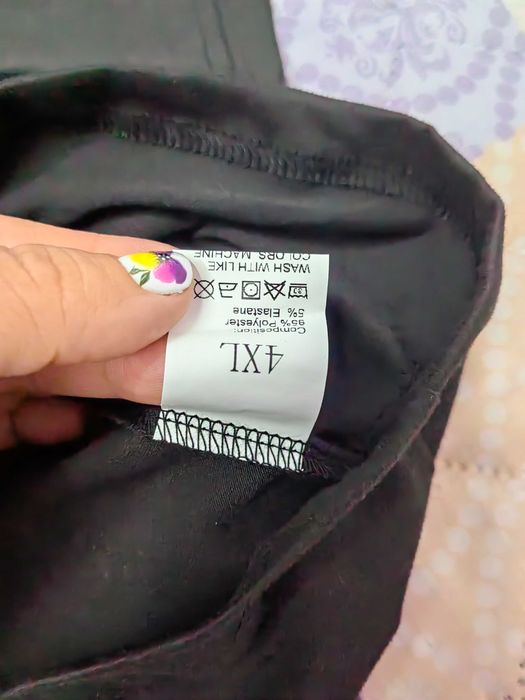 4XL
Composition:
95% Polyester
5% Elastane
WASH WITH LIKE
COLORS, MACHINE